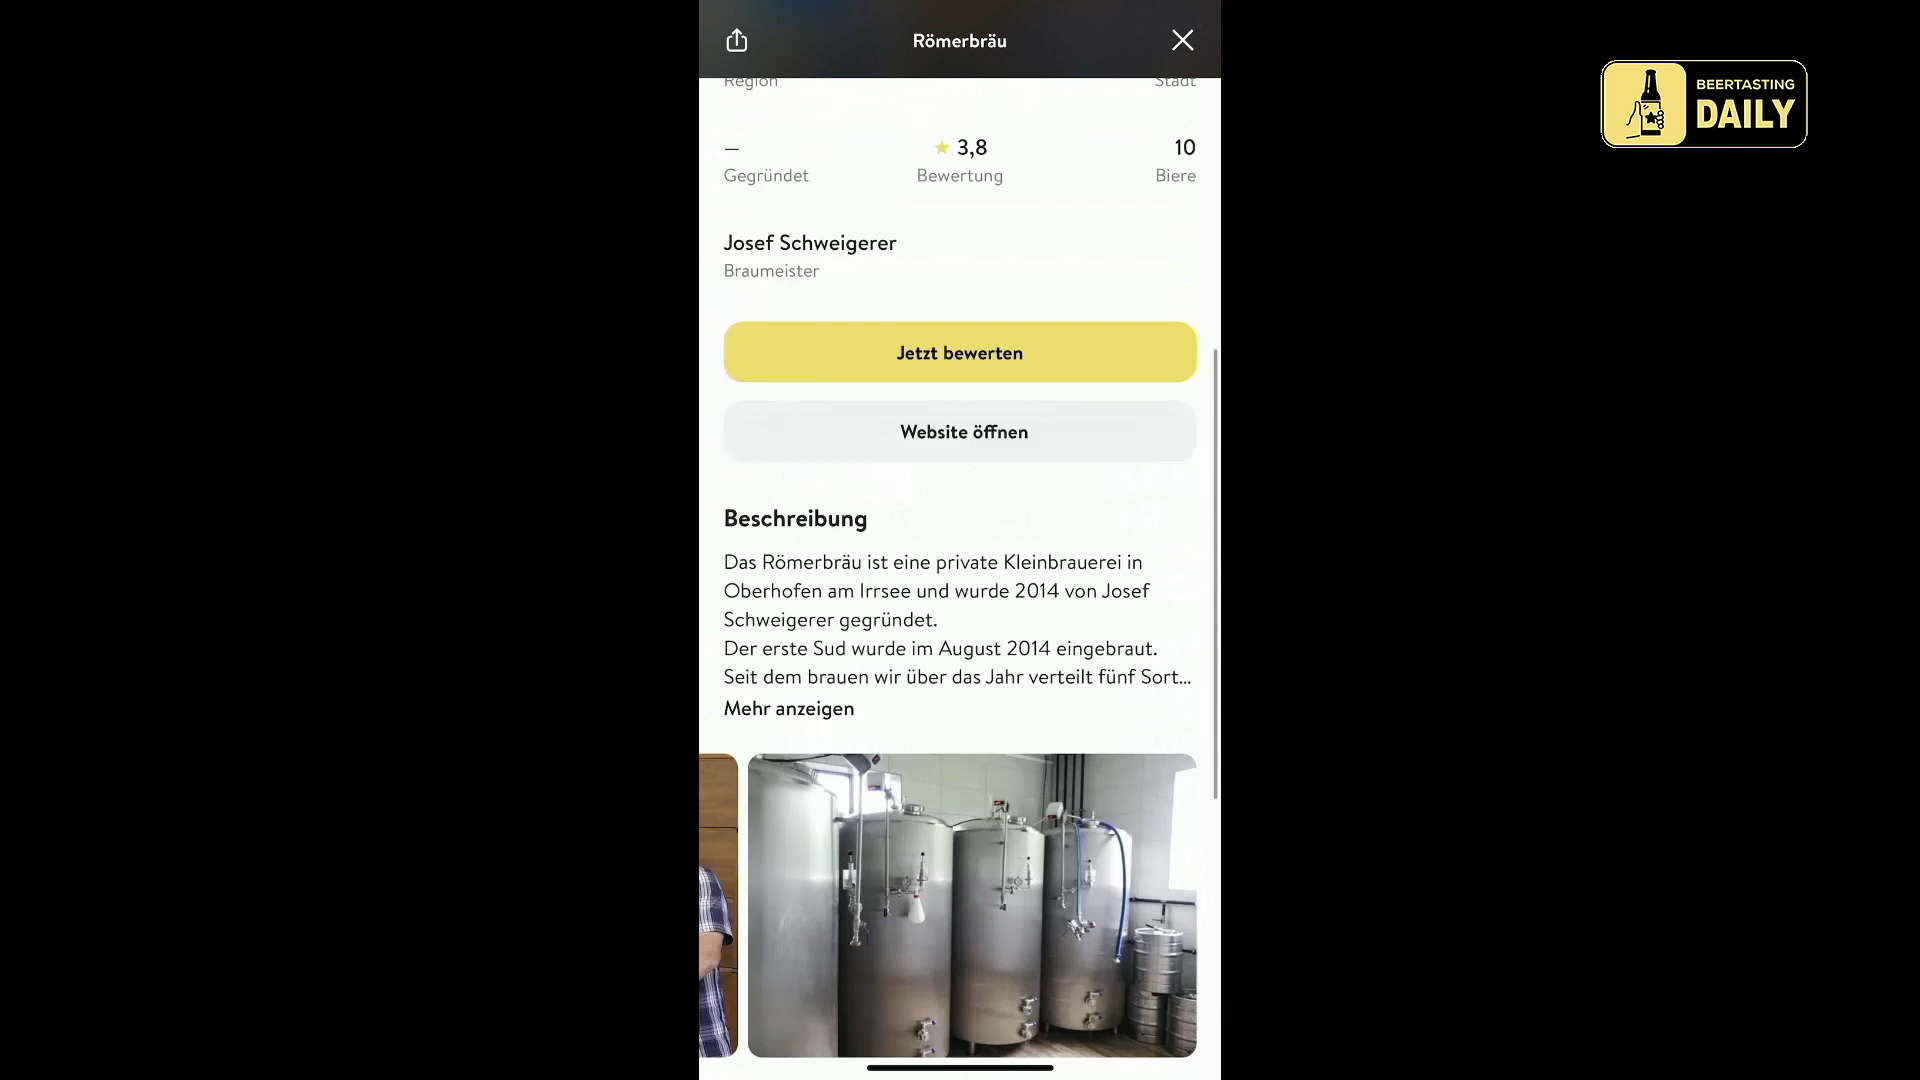 Römerbräu
BEERTASTING
DAILY
Region
Stadt
—
3,8
10
Gegründet
Bewertung
Biere
Josef Schweigerer
Braumeister
Jetzt bewerten
Website öffnen
Beschreibung
Das Römerbräu ist eine private Kleinbrauerei in
Oberhofen am Irrsee und wurde 2014 von Josef
Schweigerer gegründet.
Der erste Sud wurde im August 2014 eingebraut.
Seit dem brauen wir über das Jahr verteilt fünf Sort...
Mehr anzeigen